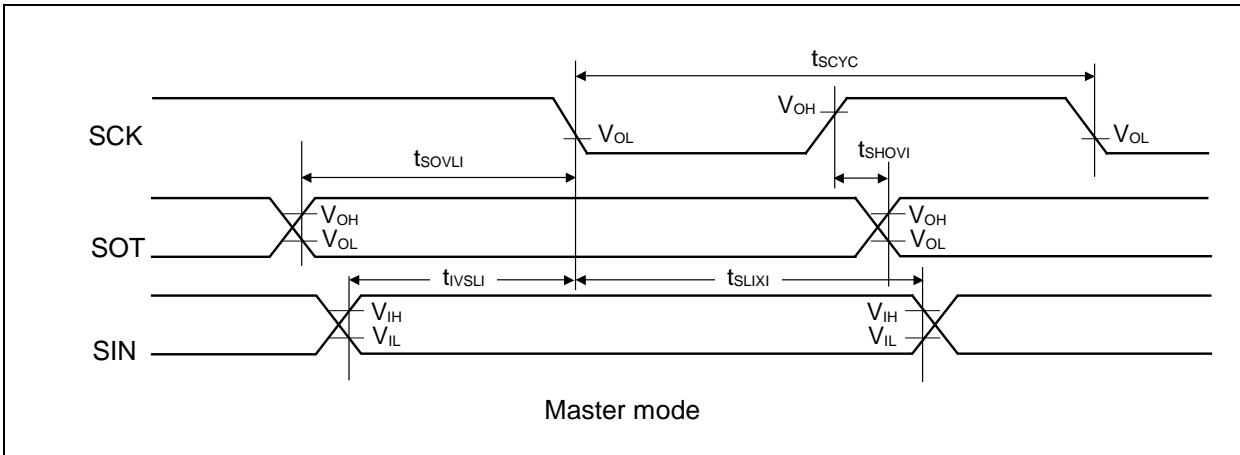 tSCYC
SCK
VOH
VOL
VOL
tSOVLI
tSHOVI
SOT
VOH
VOL
VOH
VOL
tIVSLI
tSLIXI
SIN
VIH
VIL
VIH
VIL
Master mode